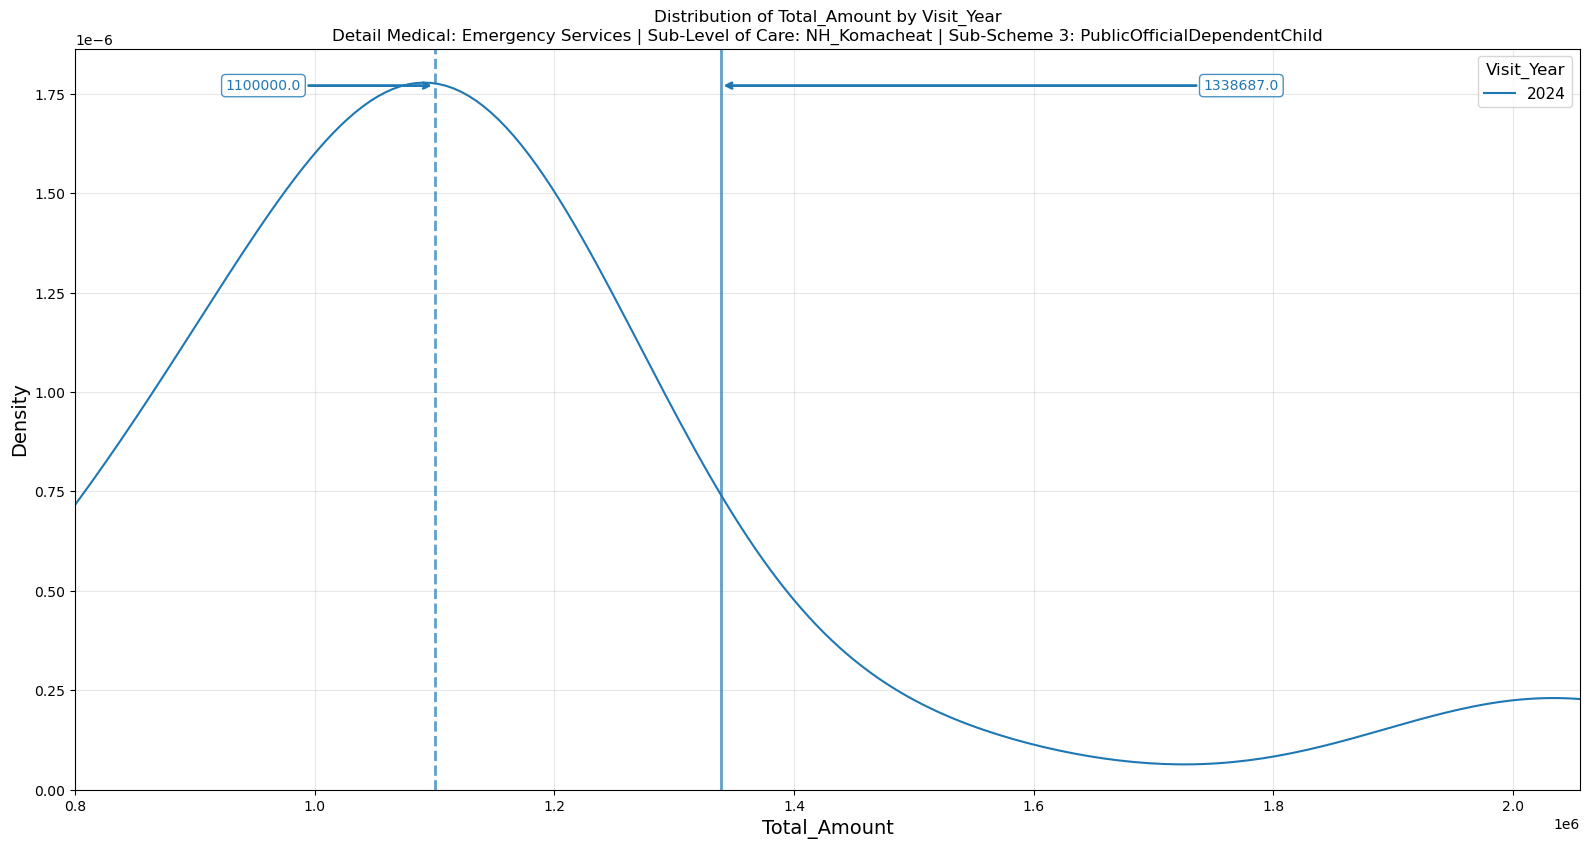 Distribution of Total_Amount by Visit_Year
Detail Medical: Emergency Services | Sub-Level of Care: NH_Komacheat | Sub-Scheme 3: PublicOfficialDependentChild
1e−6
1100000.0
1338687.0
Visit_Year
2024
1.75
1.50
1.25
1.00
0.75
0.50
0.25
0.00
Density
0.8
1.0
1.2
1.4
1.6
1.8
2.0
1e6
Total_Amount